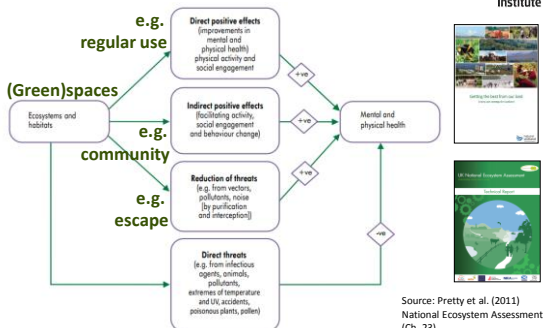 Institute
e.g.
regular use
Direct positive effects
(improvements in
mental and
physical health)
physical activity and
social engagement
+ve
(Green)spaces
Ecosystems and
habitats
Indirect positive effects
(facilitating activity,
social engagement
and behaviour change)
+ve
Mental and
physical health
e.g.
community
Reduction of threats
(e.g. from vectors,
pollutants, noise
[by purification
and interception])
+ve
e.g.
escape
Direct threats
(e.g. from infectious
agents, animals,
pollutants,
extremes of temperature
and UV, accidents,
poisonous plants, pollen)
-ve
Getting the best from our land
UK National Ecosystem Assessment
Technical Report
Source: Pretty et al. (2011)
National Ecosystem Assessment
(Ch. 23)